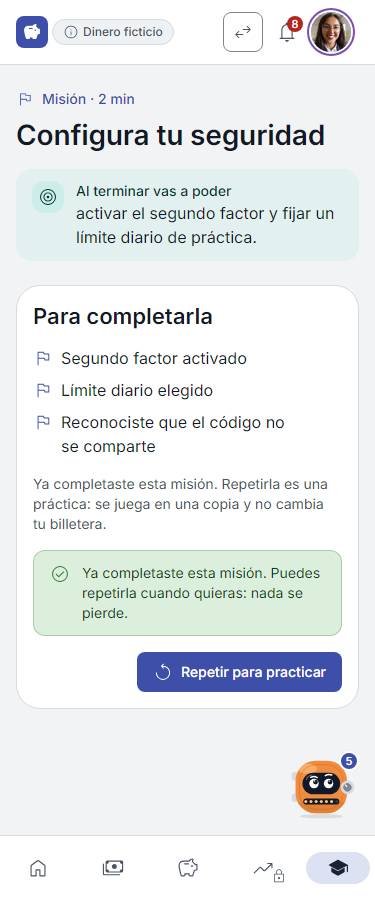 Dinero ficticio
8
Misión · 2 min
Configura tu seguridad
Al terminar vas a poder
activar el segundo factor y fijar un
límite diario de práctica.
Para completarla
Segundo factor activado
Límite diario elegido
Reconociste que el código no
se comparte
Ya completaste esta misión. Repetirla es una
práctica: se juega en una copia y no cambia
tu billetera.
Ya completaste esta misión. Puedes
repetirla cuando quieras: nada se
pierde.
Repetir para practicar
5